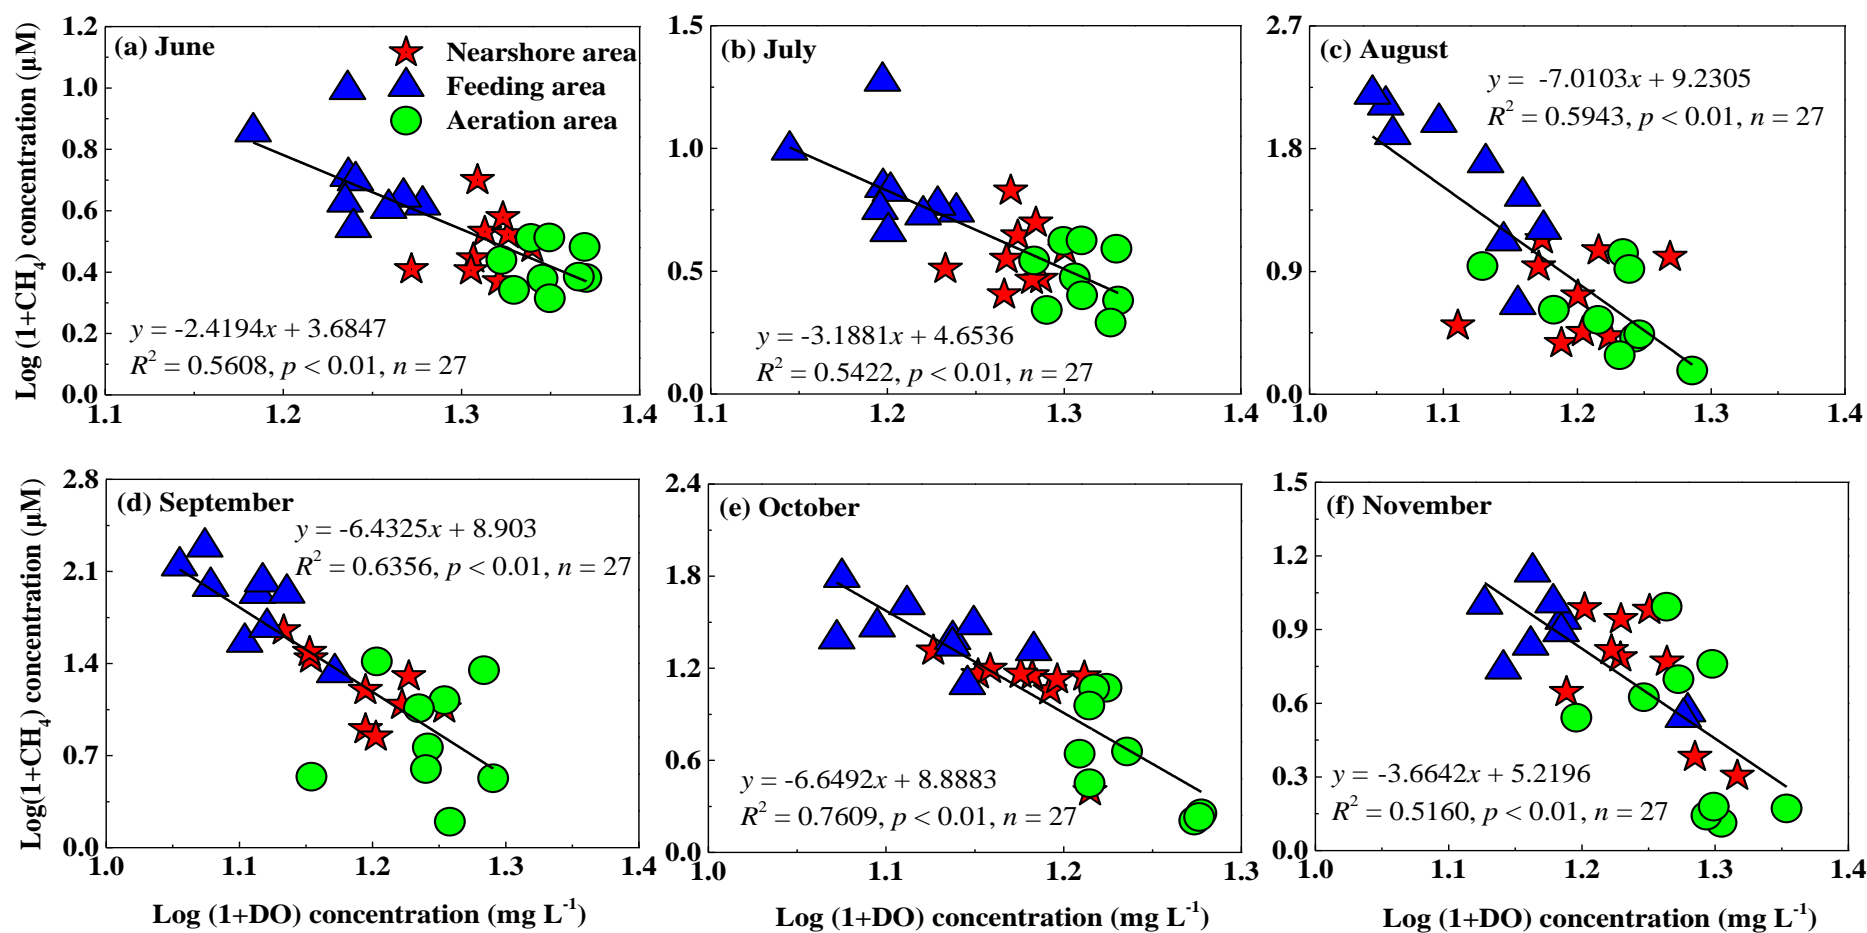 Log (1+CH4) concentration (μM)
1.2
1.0
0.8
0.6
0.4
0.2
0.0
(a) June
Nearshore area
Feeding area
Aeration area
y = -2.4194x + 3.6847
R² = 0.5608, p < 0.01, n = 27
1.1 1.2 1.3 1.4
1.5
1.0
0.5
0.0
(b) July
y = -3.1881x + 4.6536
R² = 0.5422, p < 0.01, n = 27
1.1 1.2 1.3 1.4
2.7
1.8
0.9
0.0
(c) August
y = -7.0103x + 9.2305
R² = 0.5943, p < 0.01, n = 27
1.0 1.1 1.2 1.3 1.4
Log(1+CH4) concentration (μM)
2.8
2.1
1.4
0.7
0.0
(d) September
y = -6.4325x + 8.903
R² = 0.6356, p < 0.01, n = 27
1.0 1.1 1.2 1.3 1.4
Log (1+DO) concentration (mg L⁻¹)
2.4
1.8
1.2
0.6
0.0
(e) October
y = -6.6492x + 8.8883
R² = 0.7609, p < 0.01, n = 27
1.0 1.1 1.2 1.3
Log (1+DO) concentration (mg L⁻¹)
1.5
1.2
0.9
0.6
0.3
0.0
(f) November
y = -3.6642x + 5.2196
R² = 0.5160, p < 0.01, n = 27
1.0 1.1 1.2 1.3 1.4
Log (1+DO) concentration (mg L⁻¹)